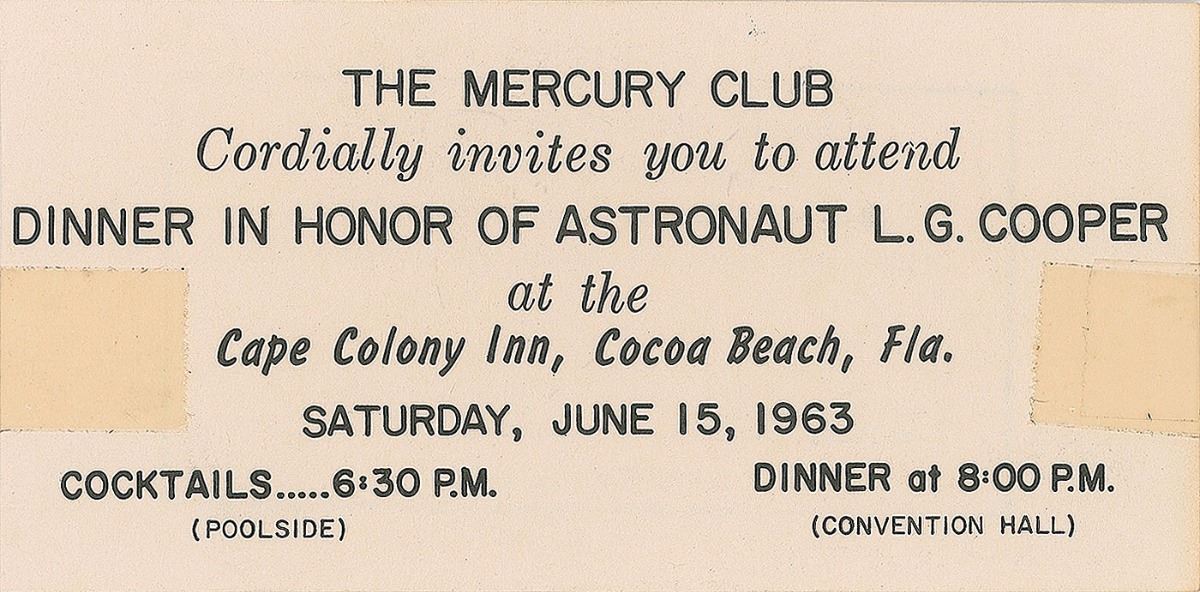 THE MERCURY CLUB
Cordially invites you to attend
DINNER IN HONOR OF ASTRONAUT L. G. COOPER
at the
Cape Colony Inn, Cocoa Beach, Fla.
SATURDAY, JUNE 15, 1963
COCKTAILS.....6:30 P.M.
(POOLSIDE)
DINNER at 8:00 P.M.
(CONVENTION HALL)